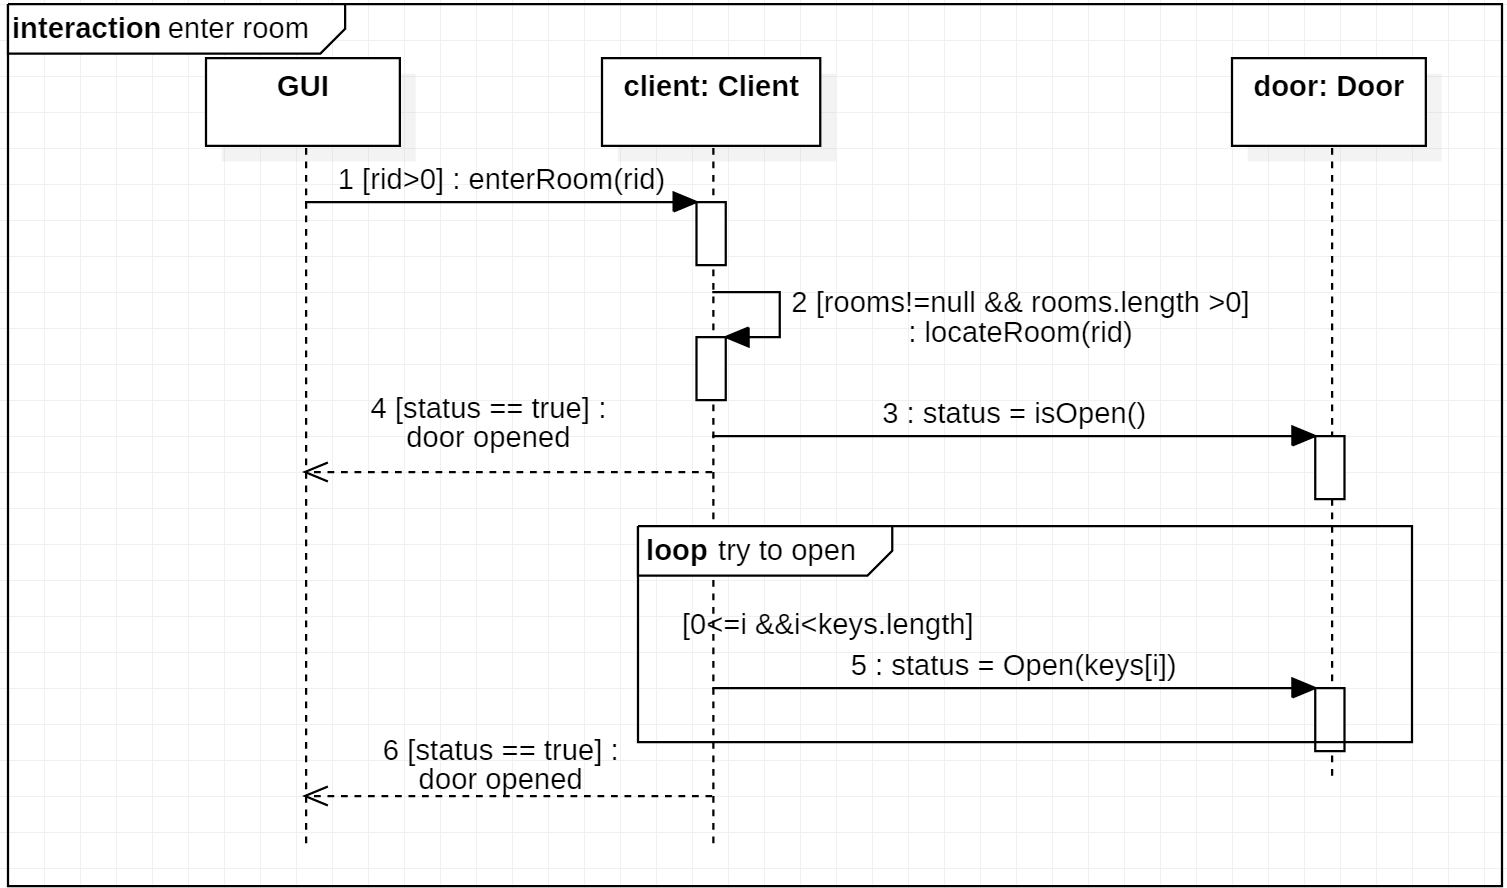 interaction enter room
GUI
client: Client
door: Door
1 [rid>0] : enterRoom(rid)
2 [rooms!=null && rooms.length >0]
: locateRoom(rid)
4 [status == true] :
door opened
3 : status = isOpen()
loop try to open
[0<=i &&i<keys.length]
5 : status = Open(keys[i])
6 [status == true] :
door opened